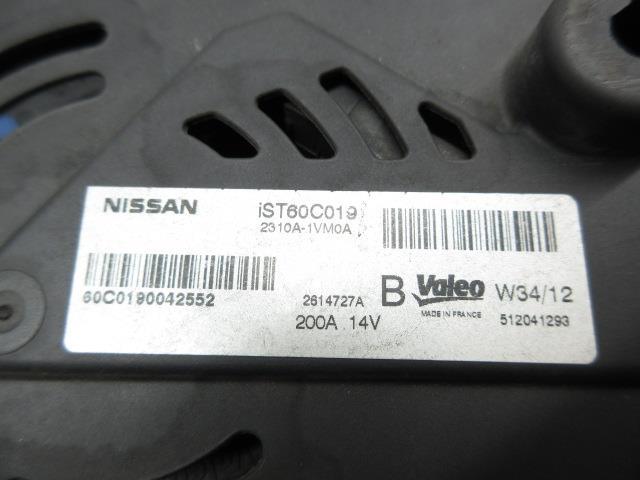 NISSAN iST60C019
2310A-1VM0A
60C0190042552 2614727A B Valeo W34/12
MADE IN FRANCE
200A 14V 512041293